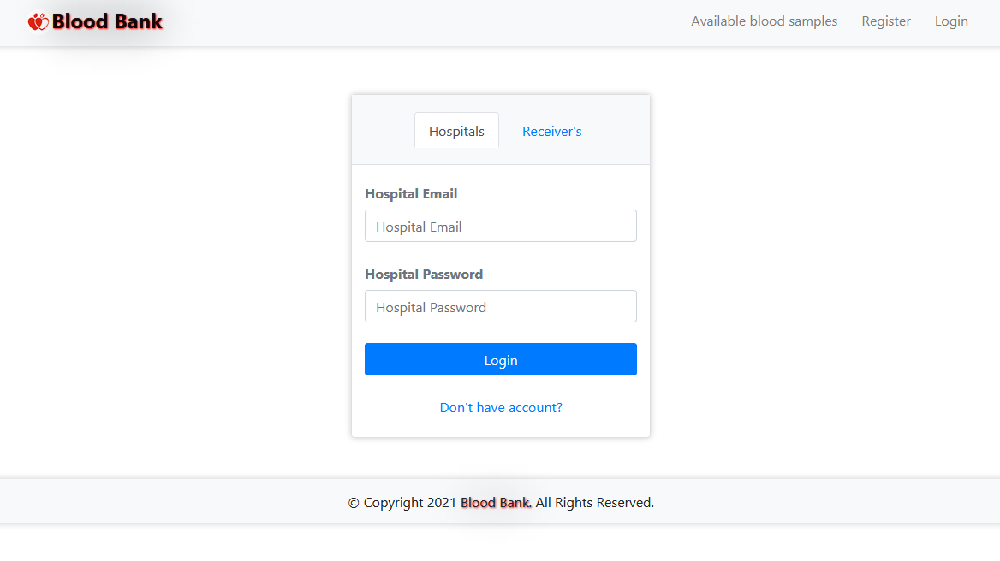 Blood Bank
Available blood samples
Register
Login
Hospitals
Receiver's
Hospital Email
Hospital Email
Hospital Password
Hospital Password
Login
Don't have account?
© Copyright 2021 Blood Bank. All Rights Reserved.